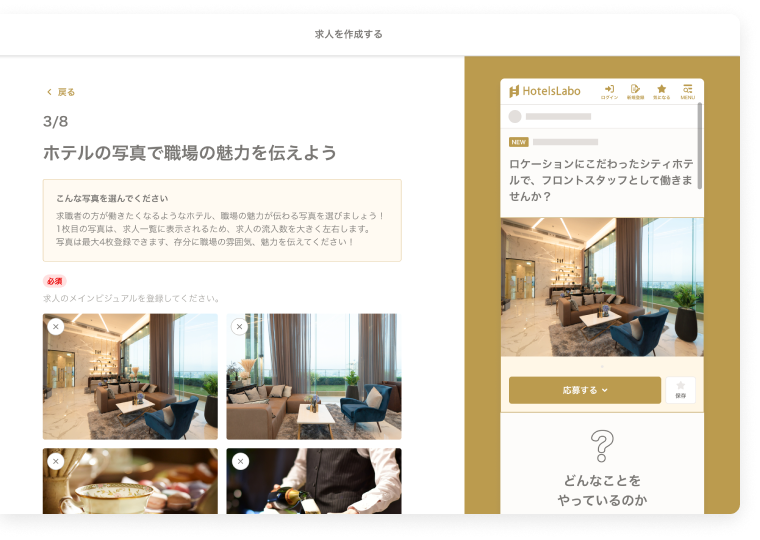 求人を作成する
戻る
3/8
ホテルの写真で職場の魅力を伝えよう
こんな写真を選んでください
求職者の方が働きたくなるようなホテル、職場の魅力が伝わる写真を選びましょう！
1枚目の写真は、求人一覧に表示されるため、求人の流入数を大きく左右します。
写真は最大4枚登録できます、存分に職場の雰囲気、魅力を伝えてください！
必須
求人のメインビジュアルを登録してください。
HotelsLabo
ログイン
新規登録
気になる
MENU
NEW
ロケーションにこだわったシティホテ
ルで、フロントスタッフとして働きま
せんか？
応募する
保存
どんなことを
やっているのか